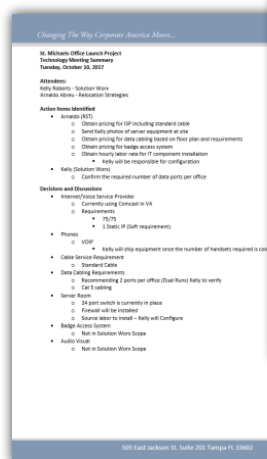 Changing The Way Corporate America Moves...
St. Michaels Office Launch Project
Technology Meeting Summary
Tuesday, October 10, 2017
Attendees:
Kelly Roberts - Solution Worx
Arnaldo Abreu - Relocation Strategies
Action Items Identified
• Arnaldo (RST)
o Obtain pricing for ISP including standard cable
o Send Kelly photos of server equipment at site
o Obtain pricing for data cabling based on floor plan and requirements
o Obtain pricing for badge access system
o Obtain hourly labor rate for IT component installation
▪ Kelly will be responsible for configuration
• Kelly (Solution Worx)
o Confirm the required number of data ports per office
Decisions and Discussions
• Internet/Voice Service Provider
o Currently using Comcast in VA
o Requirements
▪ 75/75
▪ 1 Static IP (Soft requirement)
• Phones
o VOIP
▪ Kelly will ship equipment once the number of handsets required is con
• Cable Service Requirement
o Standard Cable
• Data Cabling Requirements
o Recommending 2 ports per office (Dual Runs) Kelly to verify
o Cat 5 cabling
• Server Room
o 24 port switch is currently in place
o Firewall will be installed
o Source labor to install – Kelly will Configure
• Badge Access System
o Not in Solution Worx Scope
• Audio Visual
o Not in Solution Worx Scope
505 East Jackson St. Suite 201 Tampa FL 33602